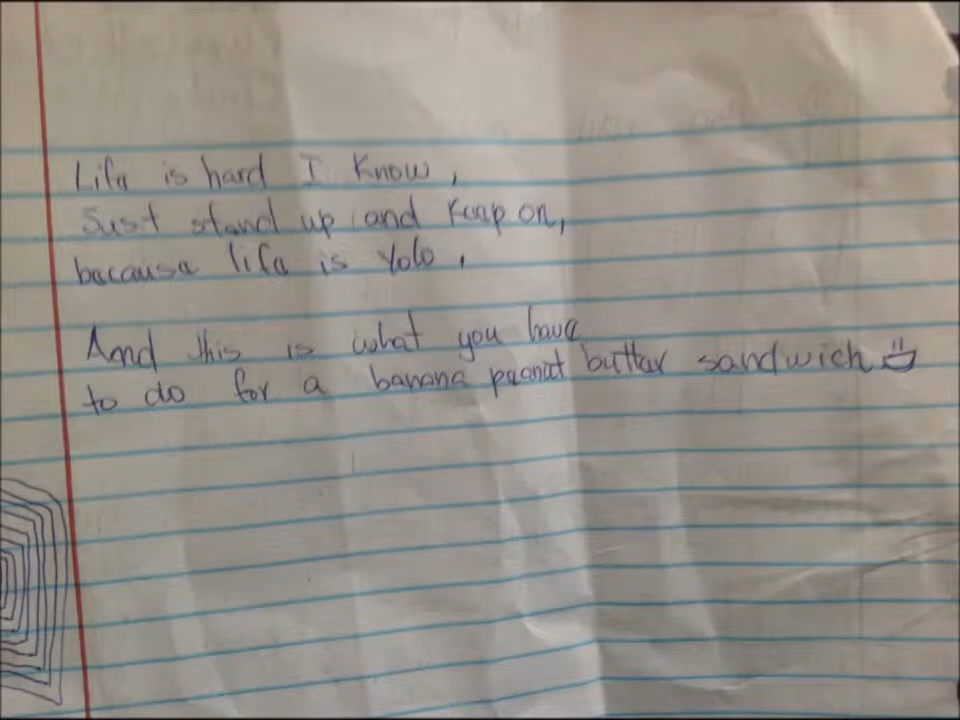 Life is hard I know,
Just stand up and keep on,
because life is Yolo,
And this is what you have
to do for a banana peanut butter sandwich